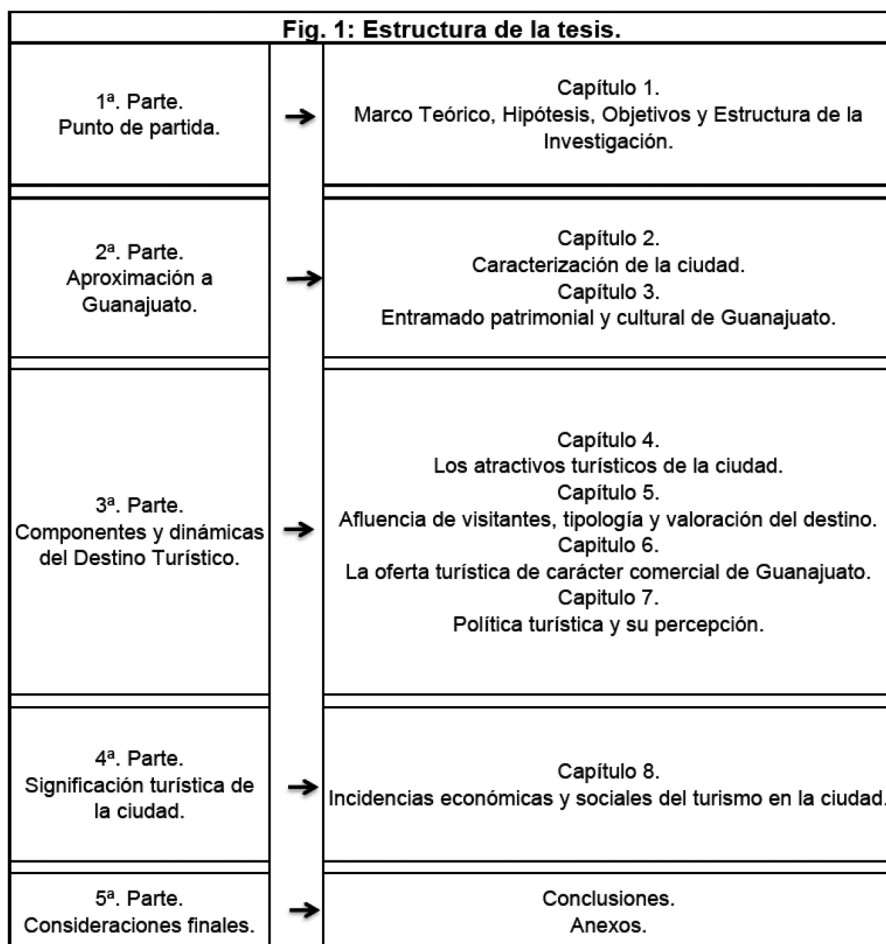 Fig. 1: Estructura de la tesis.
1ª. Parte.
Punto de partida.
Capítulo 1.
Marco Teórico, Hipótesis, Objetivos y Estructura de la
Investigación.
2ª. Parte.
Aproximación a
Guanajuato.
Capítulo 2.
Caracterización de la ciudad.
Capítulo 3.
Entramado patrimonial y cultural de Guanajuato.
3ª. Parte.
Componentes y dinámicas
del Destino Turístico.
Capítulo 4.
Los atractivos turísticos de la ciudad.
Capítulo 5.
Afluencia de visitantes, tipología y valoración del destino.
Capitulo 6.
La oferta turística de carácter comercial de Guanajuato.
Capitulo 7.
Política turística y su percepción.
4ª. Parte.
Significación turística de
la ciudad.
Capítulo 8.
Incidencias económicas y sociales del turismo en la ciudad.
5ª. Parte.
Consideraciones finales.
Conclusiones.
Anexos.